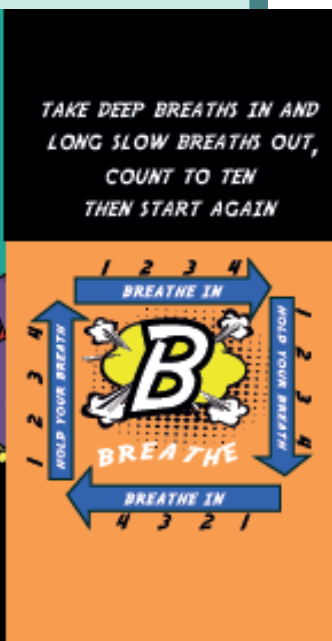 TAKE DEEP BREATHS IN AND
LONG SLOW BREATHS OUT,
COUNT TO TEN
THEN START AGAIN
1 2 3 4
BREATHE IN
1 2 3 4
HOLD YOUR BREATH
B
BREATHE
HOLD YOUR BREATH
1 2 3 4
BREATHE IN
4 3 2 1